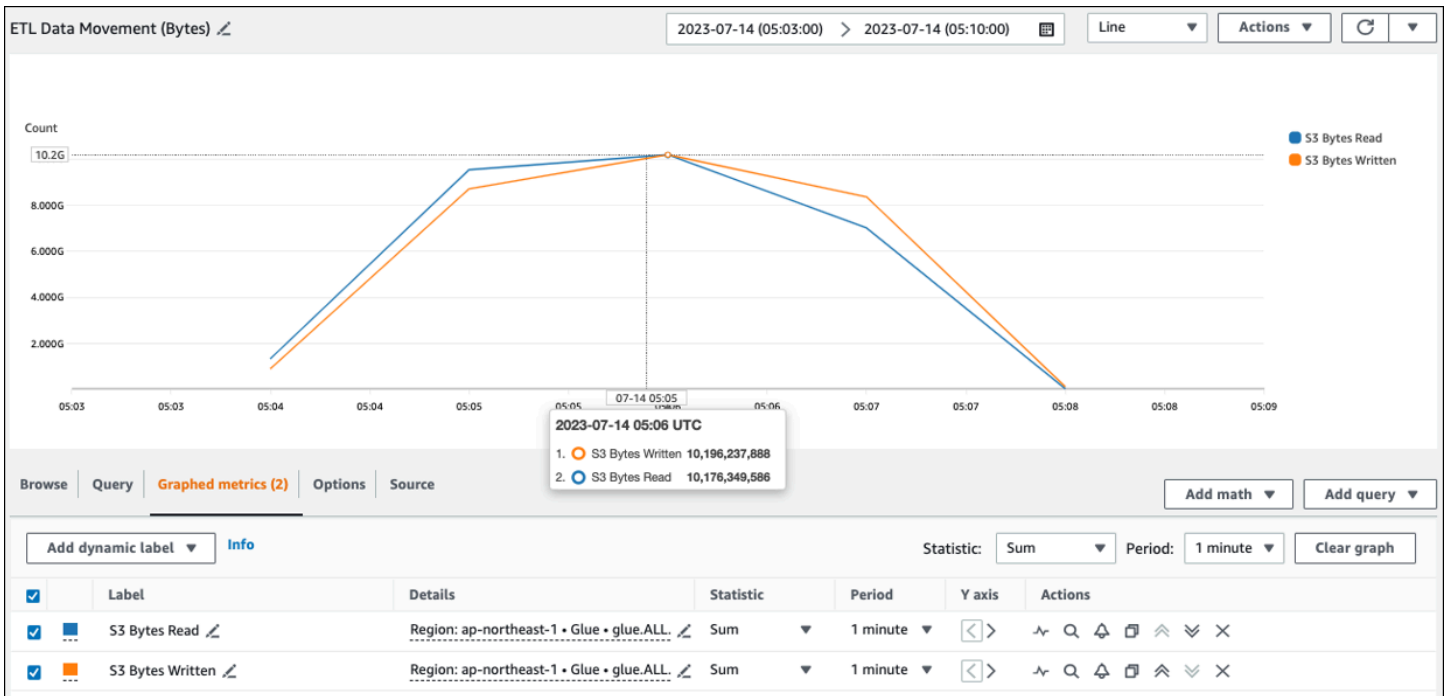 ETL Data Movement (Bytes)
2023-07-14 (05:03:00) > 2023-07-14 (05:10:00)
Line
Actions
Count
10.2G
8.000G
6.000G
4.000G
2.000G
S3 Bytes Read
S3 Bytes Written
05:03 05:03 05:04 05:04 05:05 05:05 05:06 05:06 05:07 05:07 05:08 05:08 05:09
07-14 05:05
2023-07-14 05:06 UTC
1. S3 Bytes Written 10,196,237,888
2. S3 Bytes Read 10,176,349,586
Browse Query Graphed metrics (2) Options Source
Add math Add query
Add dynamic label Info Statistic: Sum Period: 1 minute Clear graph
Label Details Statistic Period Y axis Actions
S3 Bytes Read Region: ap-northeast-1 • Glue • glue.ALL. Sum 1 minute < >
S3 Bytes Written Region: ap-northeast-1 • Glue • glue.ALL. Sum 1 minute < >